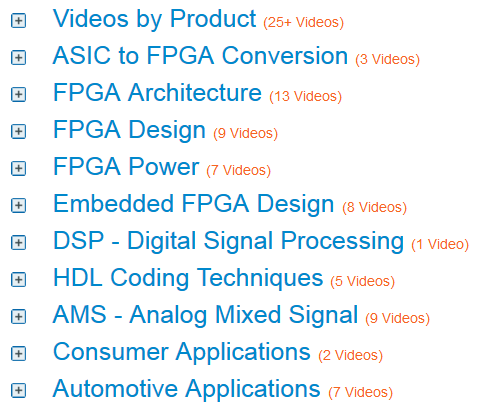 Videos by Product (25+ Videos)
ASIC to FPGA Conversion (3 Videos)
FPGA Architecture (13 Videos)
FPGA Design (9 Videos)
FPGA Power (7 Videos)
Embedded FPGA Design (8 Videos)
DSP - Digital Signal Processing (1 Video)
HDL Coding Techniques (5 Videos)
AMS - Analog Mixed Signal (9 Videos)
Consumer Applications (2 Videos)
Automotive Applications (7 Videos)